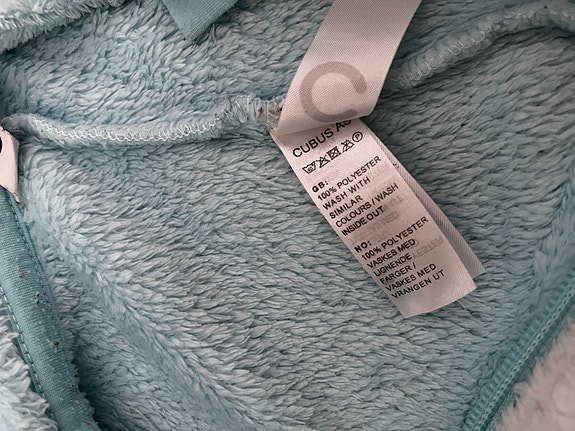 C
CUBUS AS
GB:
100% POLYESTER
WASH WITH
SIMILAR
COLOURS / WASH
INSIDE OUT
NO:
100% POLYESTER
VASKES MED
LIGNENDE
FARGER /
VASKES MED
VRANGEN UT